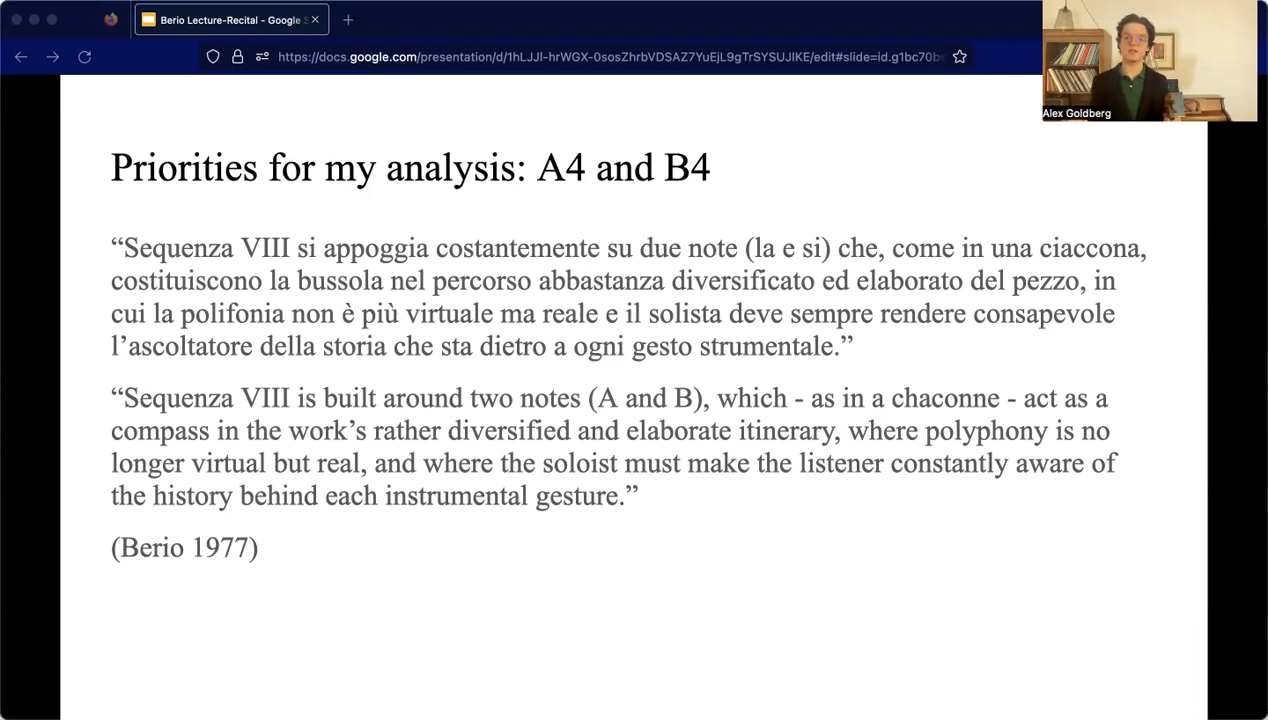 Berio Lecture-Recital - Google S
https://docs.google.com/presentation/d/1hLJJl-hrWGX-0sosZhrbVDSAZ7YuEjL9gTrSYSUJIKE/edit#slide=id.g1bc70b
Alex Goldberg
Priorities for my analysis: A4 and B4
“Sequenza VIII si appoggia costantemente su due note (la e si) che, come in una ciaccona,
costituiscono la bussola nel percorso abbastanza diversificato ed elaborato del pezzo, in
cui la polifonia non è più virtuale ma reale e il solista deve sempre rendere consapevole
l’ascoltatore della storia che sta dietro a ogni gesto strumentale.”
“Sequenza VIII is built around two notes (A and B), which - as in a chaconne - act as a
compass in the work’s rather diversified and elaborate itinerary, where polyphony is no
longer virtual but real, and where the soloist must make the listener constantly aware of
the history behind each instrumental gesture.”
(Berio 1977)